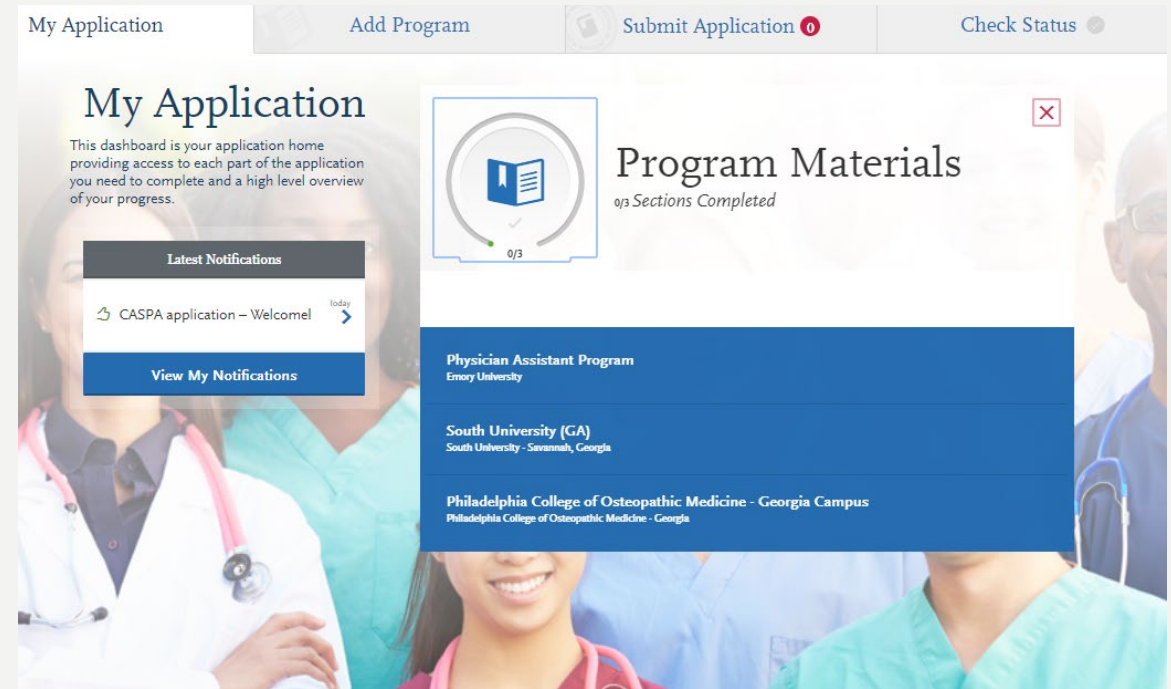 My Application
Add Program
Submit Application 0
Check Status
My Application
This dashboard is your application home
providing access to each part of the application
you need to complete and a high level overview
of your progress.
Latest Notifications
Today
CASPA application – Welcome!
View My Notifications
0/3
Program Materials
0/3 Sections Completed
Physician Assistant Program
Emory University
South University (GA)
South University - Savannah, Georgia
Philadelphia College of Osteopathic Medicine - Georgia Campus
Philadelphia College of Osteopathic Medicine - Georgia